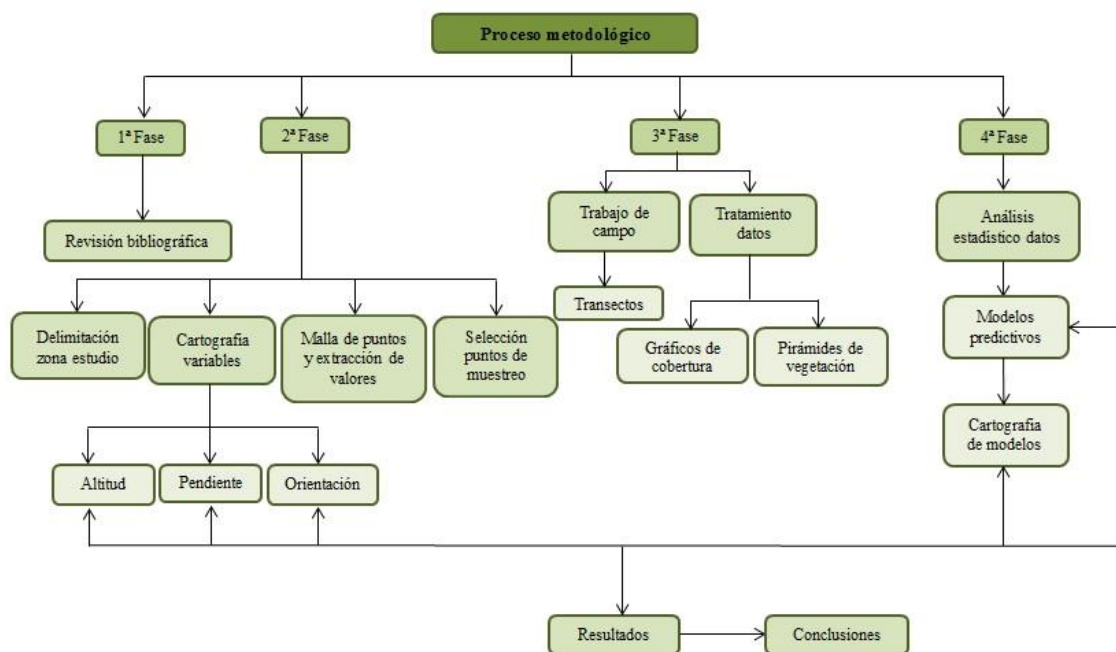 Proceso metodológico
1ª Fase
2ª Fase
3ª Fase
4ª Fase
Revisión bibliográfica
Trabajo de
campo
Tratamiento
datos
Análisis
estadístico datos
Transectos
Delimitación
zona estudio
Cartografía
variables
Malla de puntos
y extracción de
valores
Selección
puntos de
muestreo
Gráficos de
cobertura
Pirámides de
vegetación
Modelos
predictivos
Cartografía
de modelos
Altitud
Pendiente
Orientación
Resultados
Conclusiones